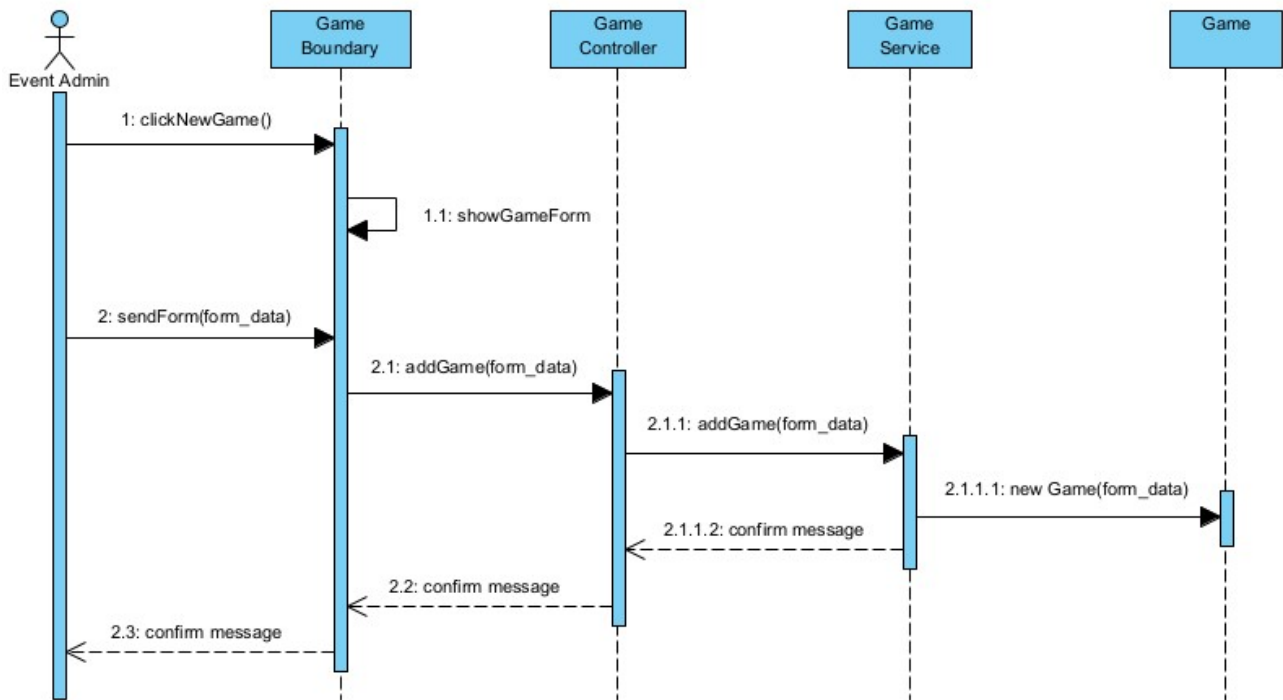 Game
Boundary
Game
Controller
Game
Service
Game
Event Admin
1: clickNewGame()
1.1: showGameForm
2: sendForm(form_data)
2.1: addGame(form_data)
2.1.1: addGame(form_data)
2.1.1.1: new Game(form_data)
2.1.1.2: confirm message
2.2: confirm message
2.3: confirm message